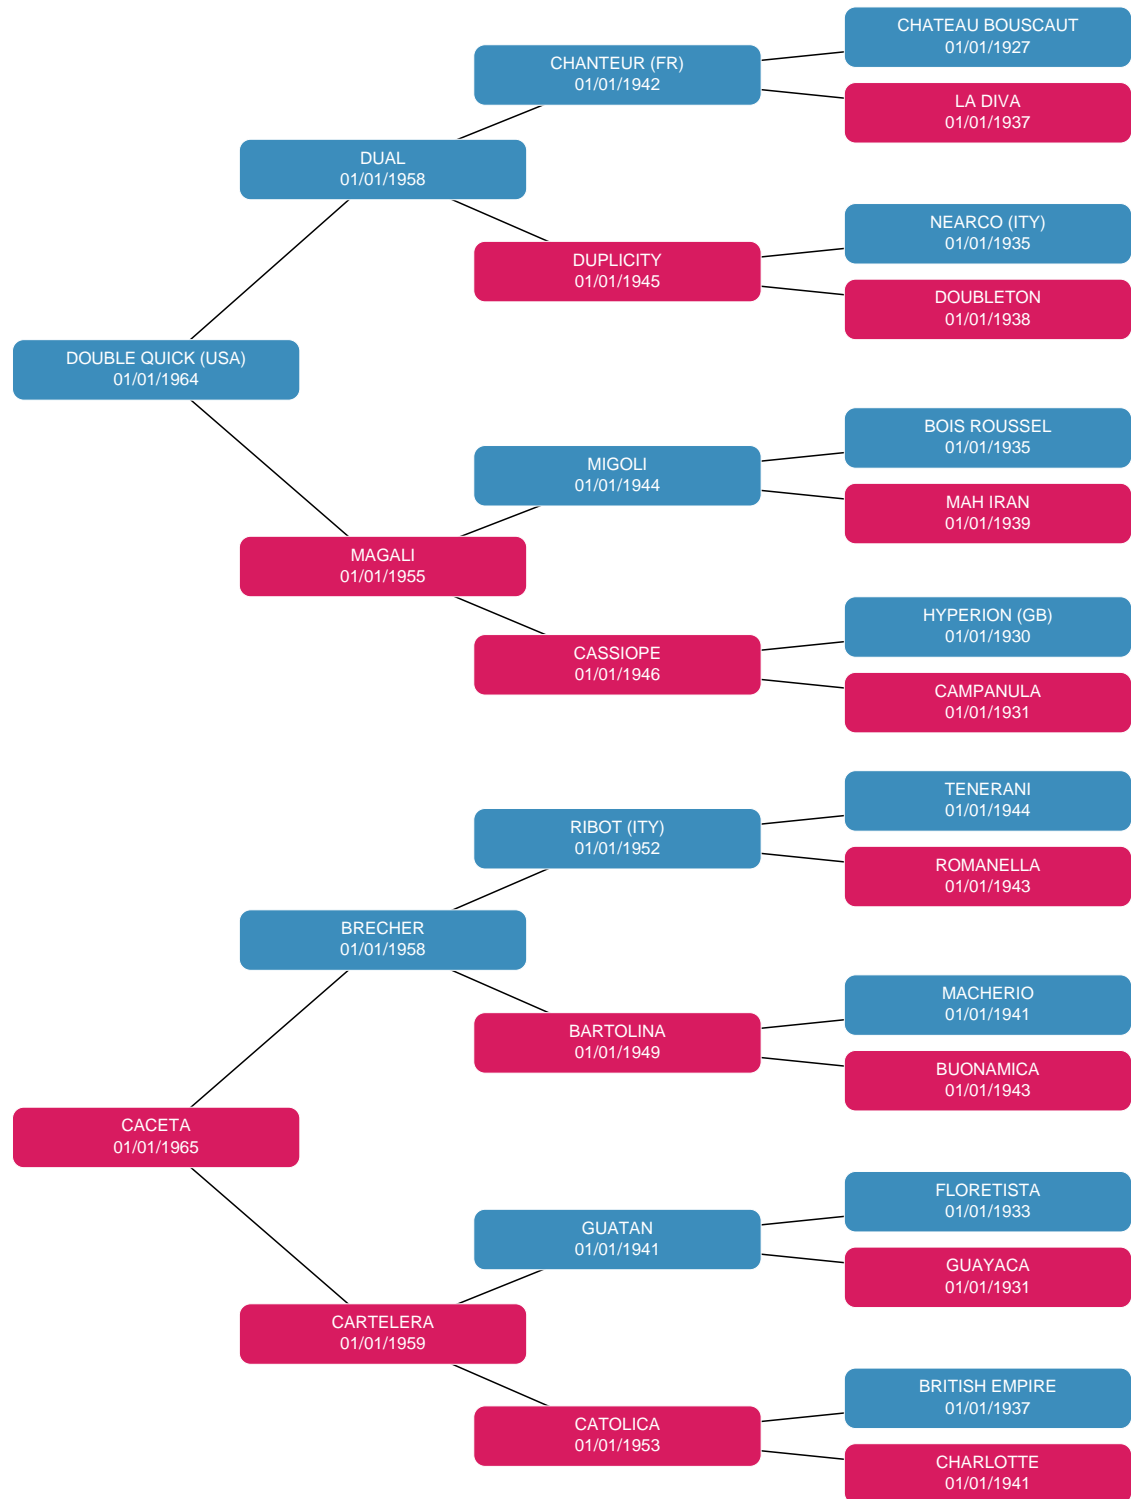 CHATEAU BOUSCAUT
01/01/1927
CHANTEUR (FR)
01/01/1942
LA DIVA
01/01/1937
DUAL
01/01/1958
NEARCO (ITY)
01/01/1935
DUPLICITY
01/01/1945
DOUBLETON
01/01/1938
DOUBLE QUICK (USA)
01/01/1964
BOIS ROUSSEL
01/01/1935
MIGOLI
01/01/1944
MAH IRAN
01/01/1939
MAGALI
01/01/1955
HYPERION (GB)
01/01/1930
CASSIOPE
01/01/1946
CAMPANULA
01/01/1931
TENERANI
01/01/1944
RIBOT (ITY)
01/01/1952
ROMANELLA
01/01/1943
BRECHER
01/01/1958
MACHERIO
01/01/1941
BARTOLINA
01/01/1949
BUONAMICA
01/01/1943
CACETA
01/01/1965
FLORETISTA
01/01/1933
GUATAN
01/01/1941
GUAYACA
01/01/1931
CARTELERA
01/01/1959
BRITISH EMPIRE
01/01/1937
CATOLICA
01/01/1953
CHARLOTTE
01/01/1941